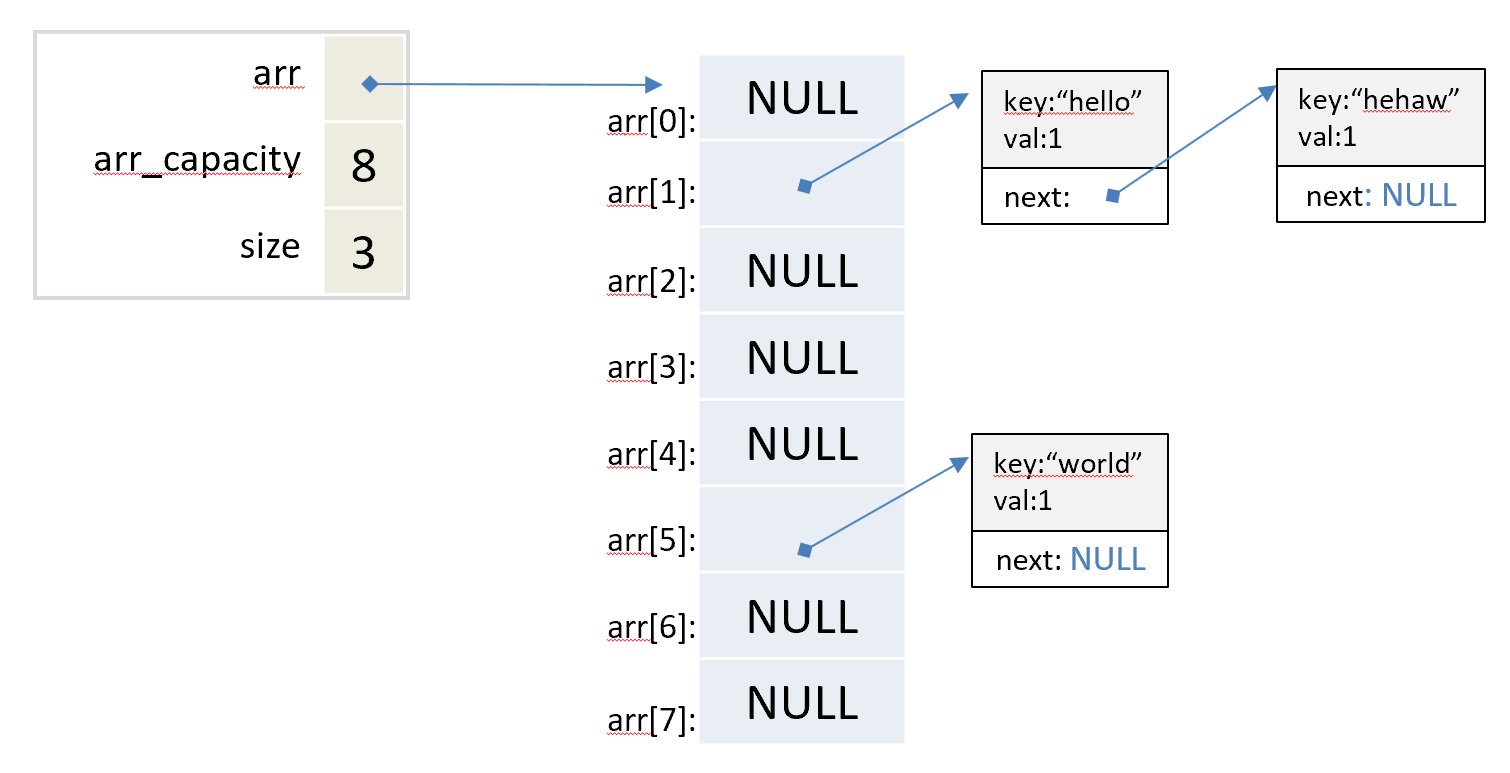 arr
arr_capacity 8
size 3
arr[0]: NULL
arr[1]:
arr[2]: NULL
arr[3]: NULL
arr[4]: NULL
arr[5]:
arr[6]: NULL
arr[7]: NULL
key:“hello”
val:1
next:
key:“hehaw”
val:1
next: NULL
key:“world”
val:1
next: NULL